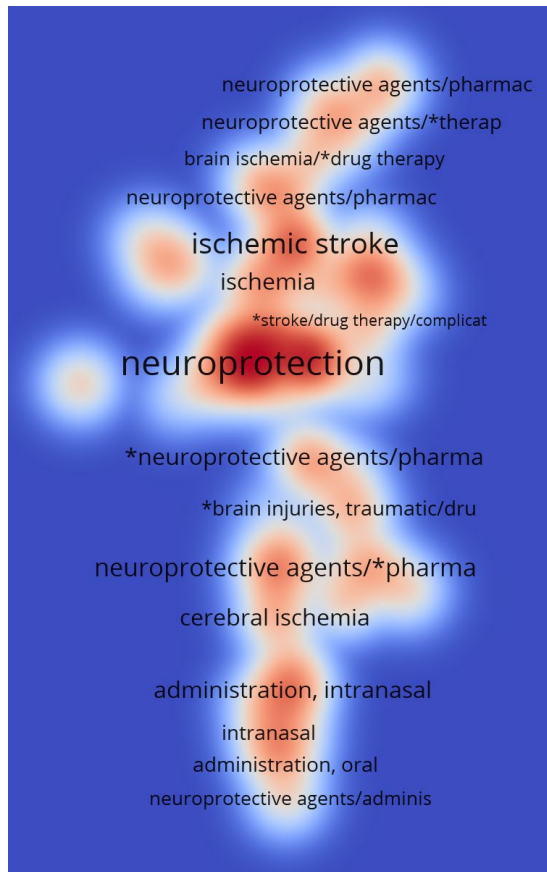 neuroprotective agents/pharmac
neuroprotective agents/*therap
brain ischemia/*drug therapy
neuroprotective agents/pharmac
ischemic stroke
ischemia
*stroke/drug therapy/complicat
neuroprotection
*neuroprotective agents/pharma
*brain injuries, traumatic/dru
neuroprotective agents/*pharma
cerebral ischemia
administration, intranasal
intranasal
administration, oral
neuroprotective agents/adminis